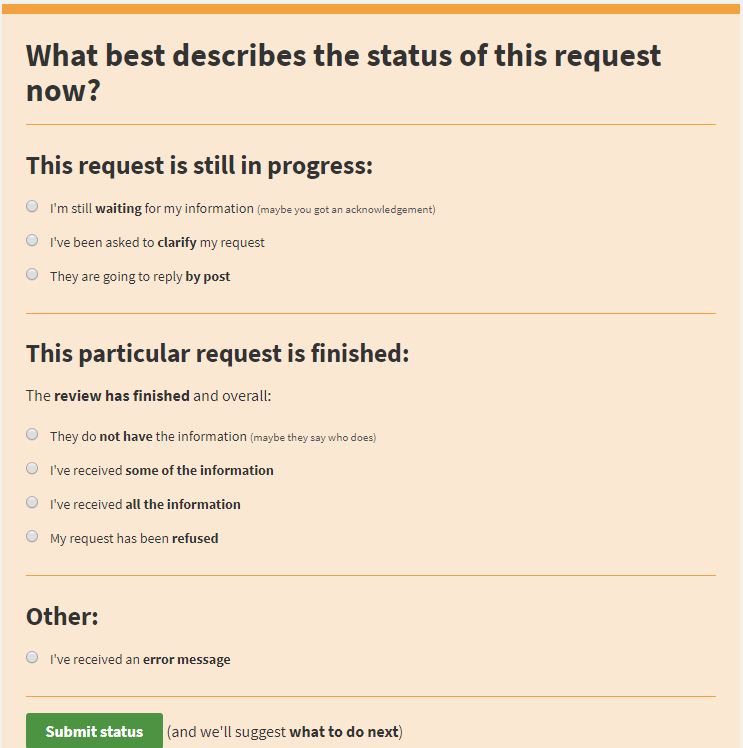 What best describes the status of this request
now?
This request is still in progress:
I'm still waiting for my information (maybe you got an acknowledgement)
I've been asked to clarify my request
They are going to reply by post
This particular request is finished:
The review has finished and overall:
They do not have the information (maybe they say who does)
I've received some of the information
I've received all the information
My request has been refused
Other:
I've received an error message
Submit status (and we'll suggest what to do next)